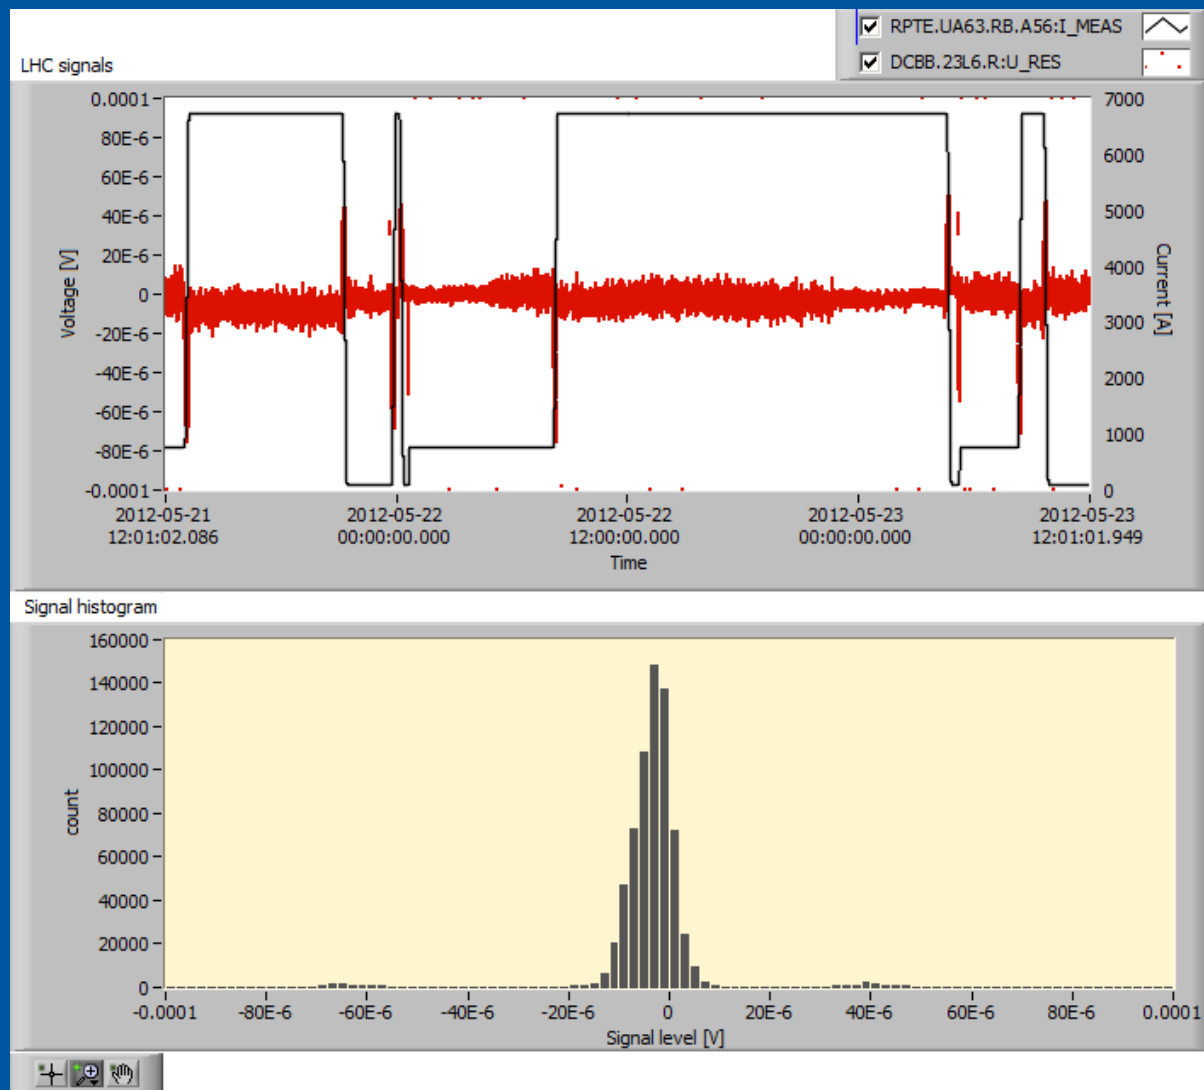 RPTE.UA63.RB.A56:I_MEAS
DCBB.23L6.R:U_RES
LHC signals
0.0001
80E-6
60E-6
40E-6
20E-6
0
-20E-6
-40E-6
-60E-6
-80E-6
-0.0001
Voltage [V]
7000
6000
5000
4000
3000
2000
1000
0
Current [A]
2012-05-21 2012-05-22 2012-05-22 2012-05-23 2012-05-23
12:01:02.086 00:00:00.000 12:00:00.000 00:00:00.000 12:01:01.949
Time
Signal histogram
160000
140000
120000
100000
80000
60000
40000
20000
0
count
-0.0001 -80E-6 -60E-6 -40E-6 -20E-6 0 20E-6 40E-6 60E-6 80E-6 0.0001
Signal level [V]